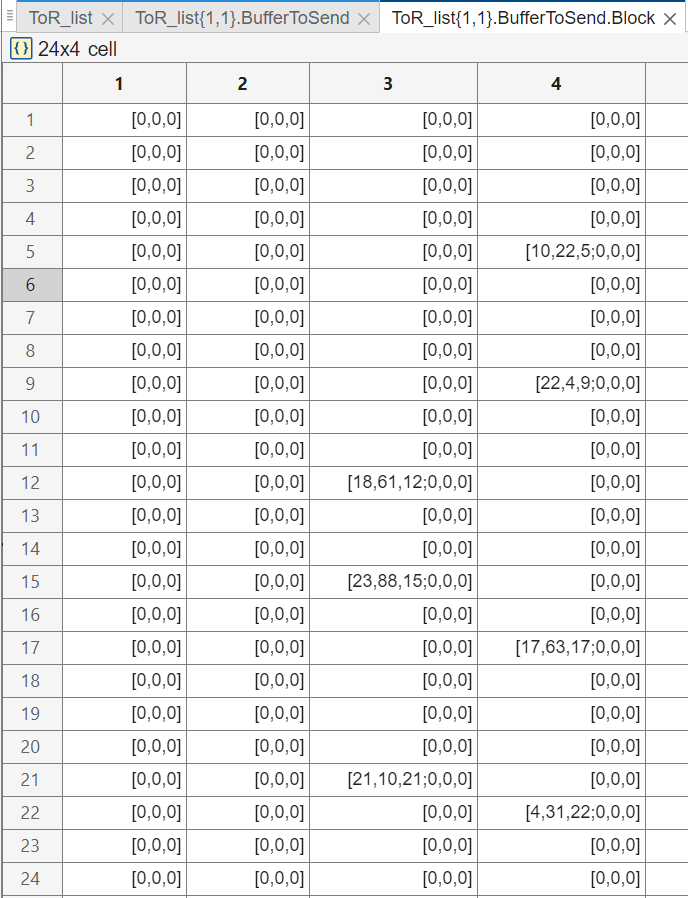 ToR_list × ToR_list{1,1}.BufferToSend × ToR_list{1,1}.BufferToSend.Block ×
{} 24x4 cell
1 2 3 4
1 [0,0,0] [0,0,0] [0,0,0] [0,0,0]
2 [0,0,0] [0,0,0] [0,0,0] [0,0,0]
3 [0,0,0] [0,0,0] [0,0,0] [0,0,0]
4 [0,0,0] [0,0,0] [0,0,0] [0,0,0]
5 [0,0,0] [0,0,0] [0,0,0] [10,22,5;0,0,0]
6 [0,0,0] [0,0,0] [0,0,0] [0,0,0]
7 [0,0,0] [0,0,0] [0,0,0] [0,0,0]
8 [0,0,0] [0,0,0] [0,0,0] [0,0,0]
9 [0,0,0] [0,0,0] [0,0,0] [22,4,9;0,0,0]
10 [0,0,0] [0,0,0] [0,0,0] [0,0,0]
11 [0,0,0] [0,0,0] [0,0,0] [0,0,0]
12 [0,0,0] [0,0,0] [18,61,12;0,0,0] [0,0,0]
13 [0,0,0] [0,0,0] [0,0,0] [0,0,0]
14 [0,0,0] [0,0,0] [0,0,0] [0,0,0]
15 [0,0,0] [0,0,0] [23,88,15;0,0,0] [0,0,0]
16 [0,0,0] [0,0,0] [0,0,0] [0,0,0]
17 [0,0,0] [0,0,0] [0,0,0] [17,63,17;0,0,0]
18 [0,0,0] [0,0,0] [0,0,0] [0,0,0]
19 [0,0,0] [0,0,0] [0,0,0] [0,0,0]
20 [0,0,0] [0,0,0] [0,0,0] [0,0,0]
21 [0,0,0] [0,0,0] [21,10,21;0,0,0] [0,0,0]
22 [0,0,0] [0,0,0] [0,0,0] [4,31,22;0,0,0]
23 [0,0,0] [0,0,0] [0,0,0] [0,0,0]
24 [0,0,0] [0,0,0] [0,0,0] [0,0,0]